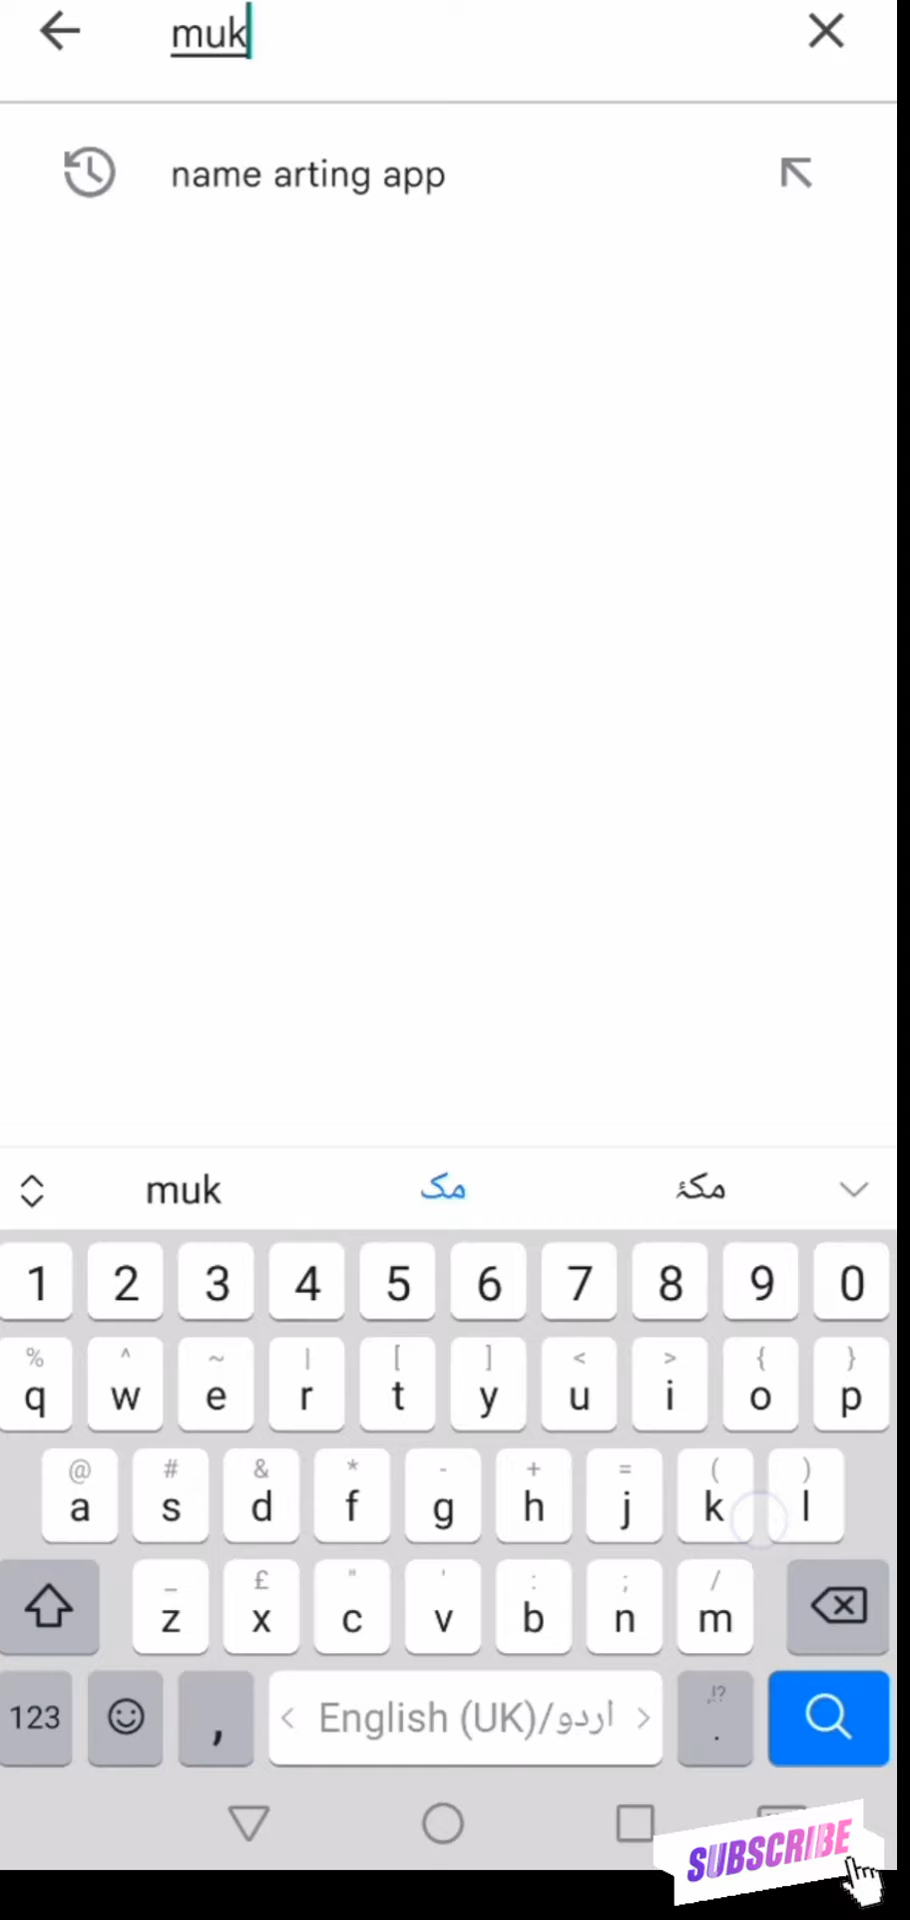 muk
name arting app
muk مک مکۂ
1 2 3 4 5 6 7 8 9 0
% ^ ~ | [ ] < > { }
q w e r t y u i o p
@ # & * - + = ( )
a s d f g h j k l
_ £ " ' : ; /
z x c v b n m
,!?
123 , < English (UK)/اردو > .
SUBSCRIBE